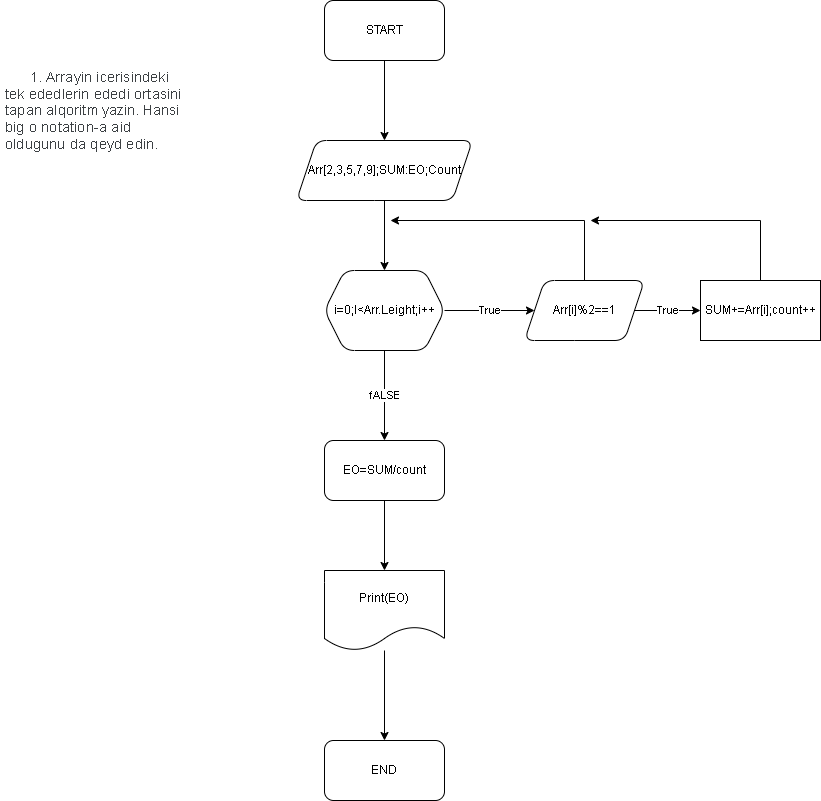 START
1. Arrayin icerisindeki
tek ededlerin ededi ortasini
tapan alqoritm yazin. Hansi
big o notation-a aid
oldugunu da qeyd edin.
Arr[2,3,5,7,9];SUM:EO;Count
i=0;I<Arr.Leight;i++
True
Arr[i]%2==1
True
SUM+=Arr[i];count++
fALSE
EO=SUM/count
Print(EO)
END